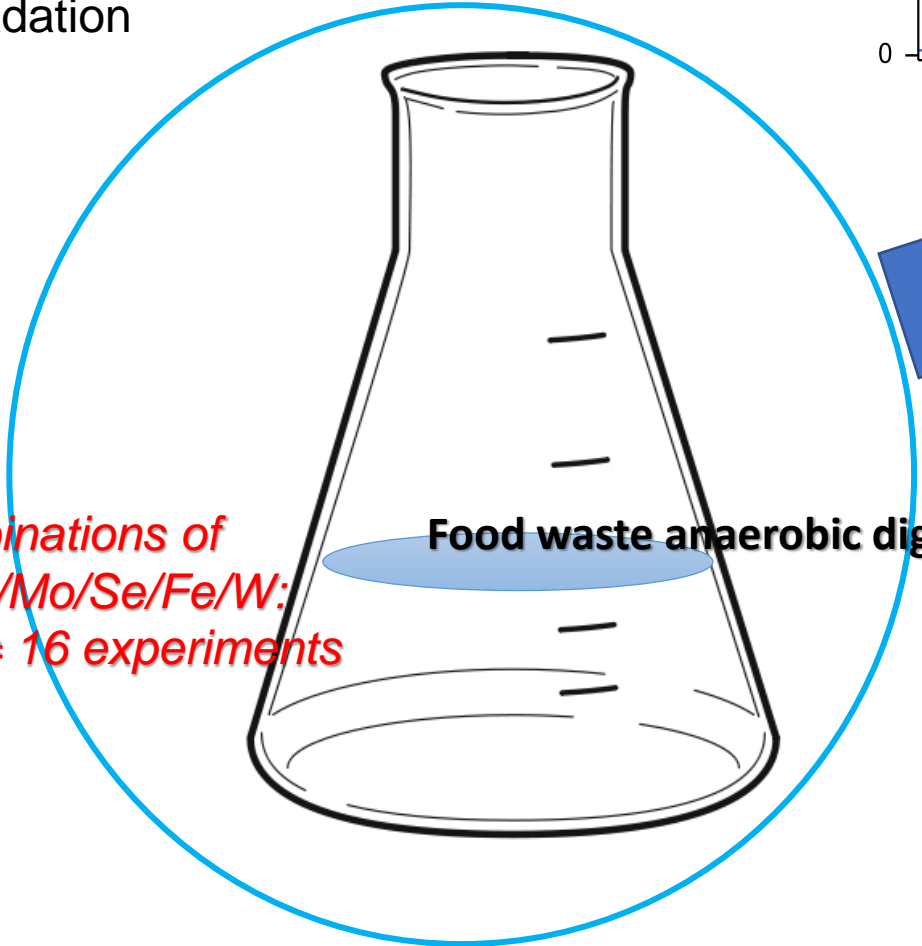 dation
0
inations of
Food waste anaerobic dig
/Mo/Se/Fe/W:
= 16 experiments